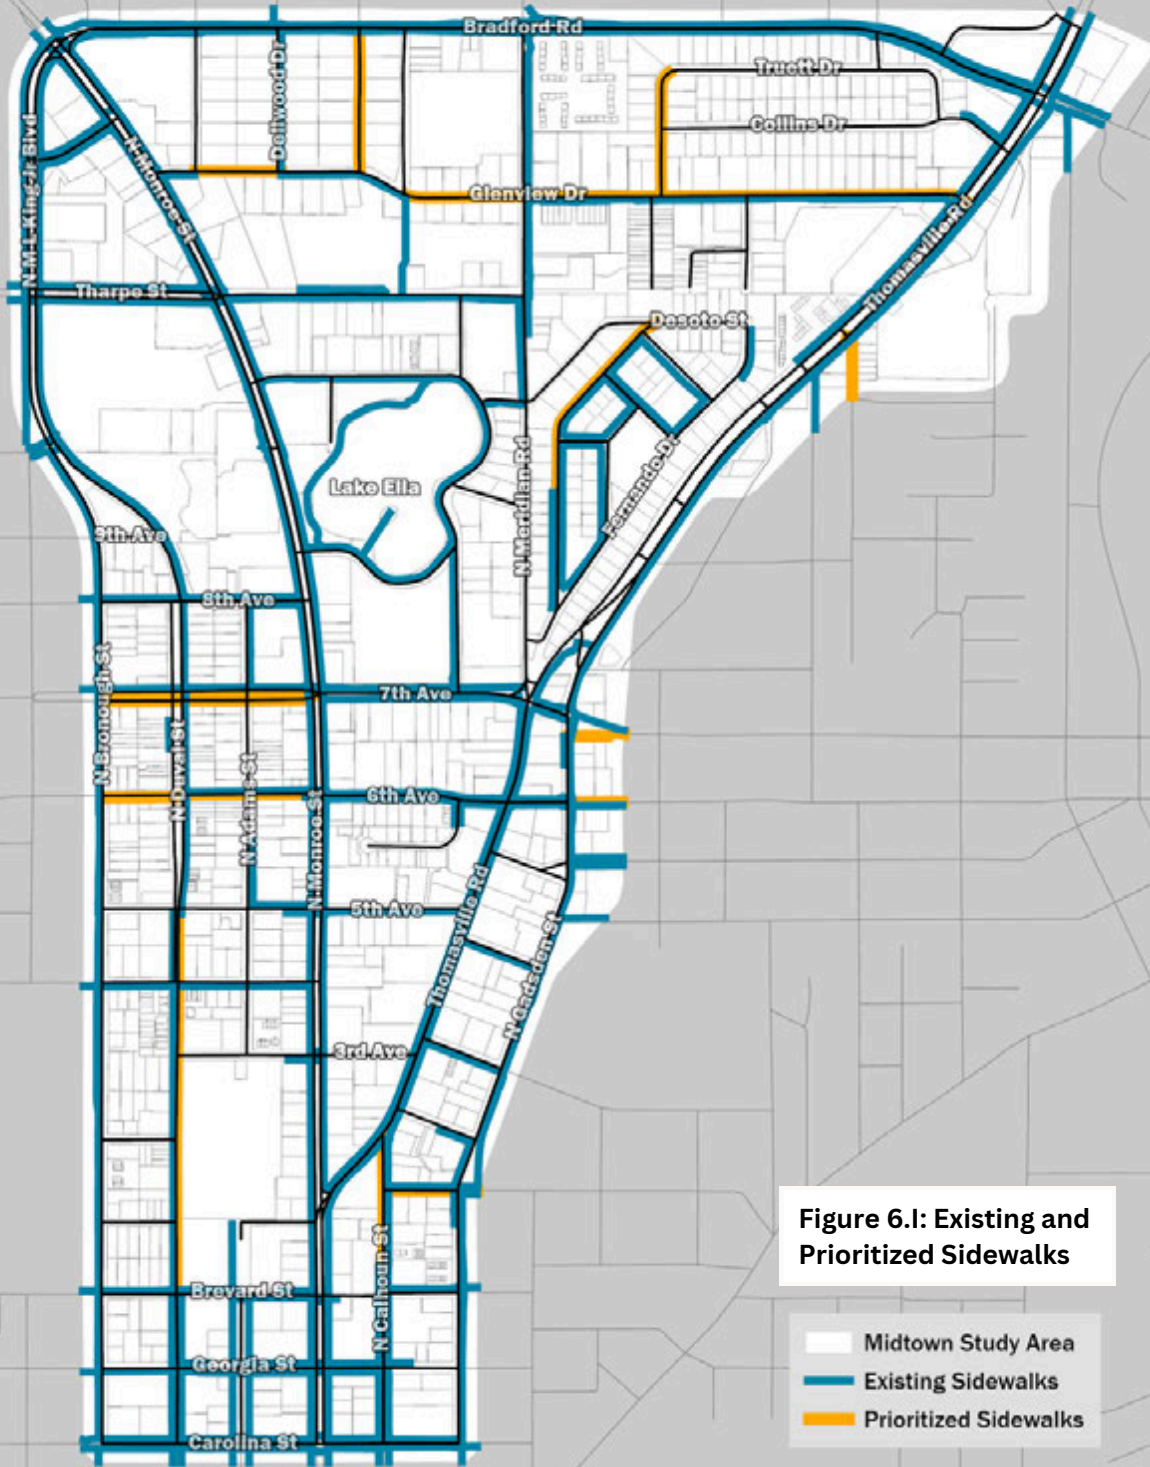 Bradford Rd
Truett Dr
Dellwood Dr
Collins Dr
N M L King Jr Blvd
N Monroe St
Glenview Dr
Thomasville Rd
Tharpe St
Desoto St
Lake Ella
N Meridian Rd
Fernando Dr
9th Ave
8th Ave
N Bronough St
7th Ave
N Duval St
N Adams St
N Monroe St
6th Ave
5th Ave
Thomasville Rd
N Gadsden St
3rd Ave
N Calhoun St
Brevard St
Georgia St
Carolina St
Figure 6.I: Existing and
Prioritized Sidewalks
Midtown Study Area
Existing Sidewalks
Prioritized Sidewalks